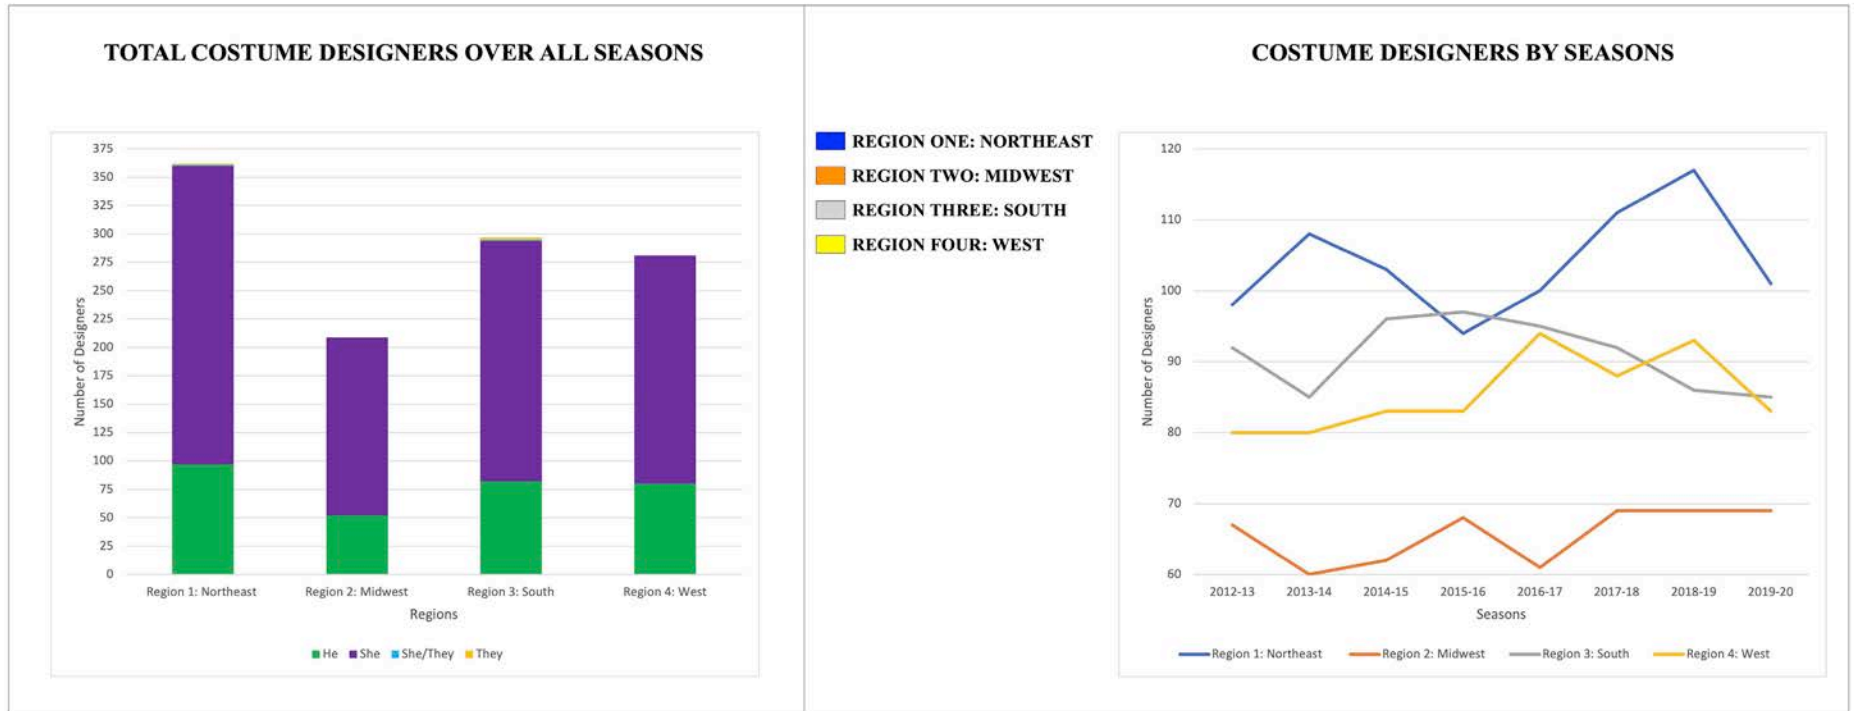 TOTAL COSTUME DESIGNERS OVER ALL SEASONS
375
350
325
300
275
250
225
200
175
150
125
100
75
50
25
0
Number of Designers
Region 1: Northeast
Region 2: Midwest
Region 3: South
Region 4: West
Regions
He
She
She/They
They
COSTUME DESIGNERS BY SEASONS
REGION ONE: NORTHEAST
REGION TWO: MIDWEST
REGION THREE: SOUTH
REGION FOUR: WEST
120
110
100
90
80
70
60
Number of Designers
2012-13
2013-14
2014-15
2015-16
2016-17
2017-18
2018-19
2019-20
Seasons
Region 1: Northeast
Region 2: Midwest
Region 3: South
Region 4: West